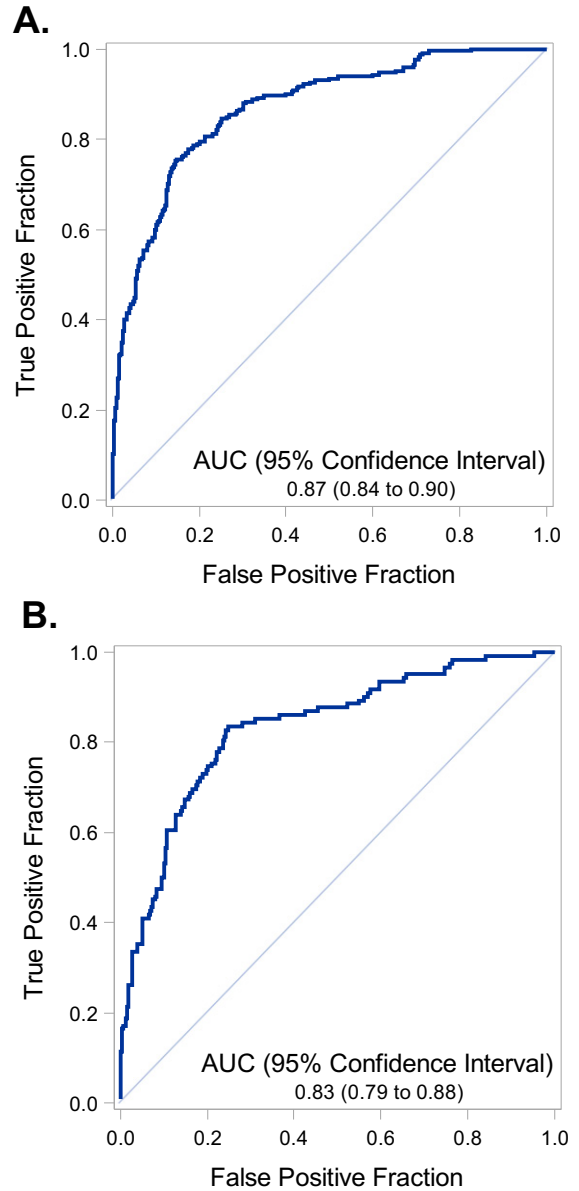 A.
1.0
0.8
0.6
0.4
0.2
0.0
True Positive Fraction
AUC (95% Confidence Interval)
0.87 (0.84 to 0.90)
0.0 0.2 0.4 0.6 0.8 1.0
False Positive Fraction
B.
1.0
0.8
0.6
0.4
0.2
0.0
True Positive Fraction
AUC (95% Confidence Interval)
0.83 (0.79 to 0.88)
0.0 0.2 0.4 0.6 0.8 1.0
False Positive Fraction